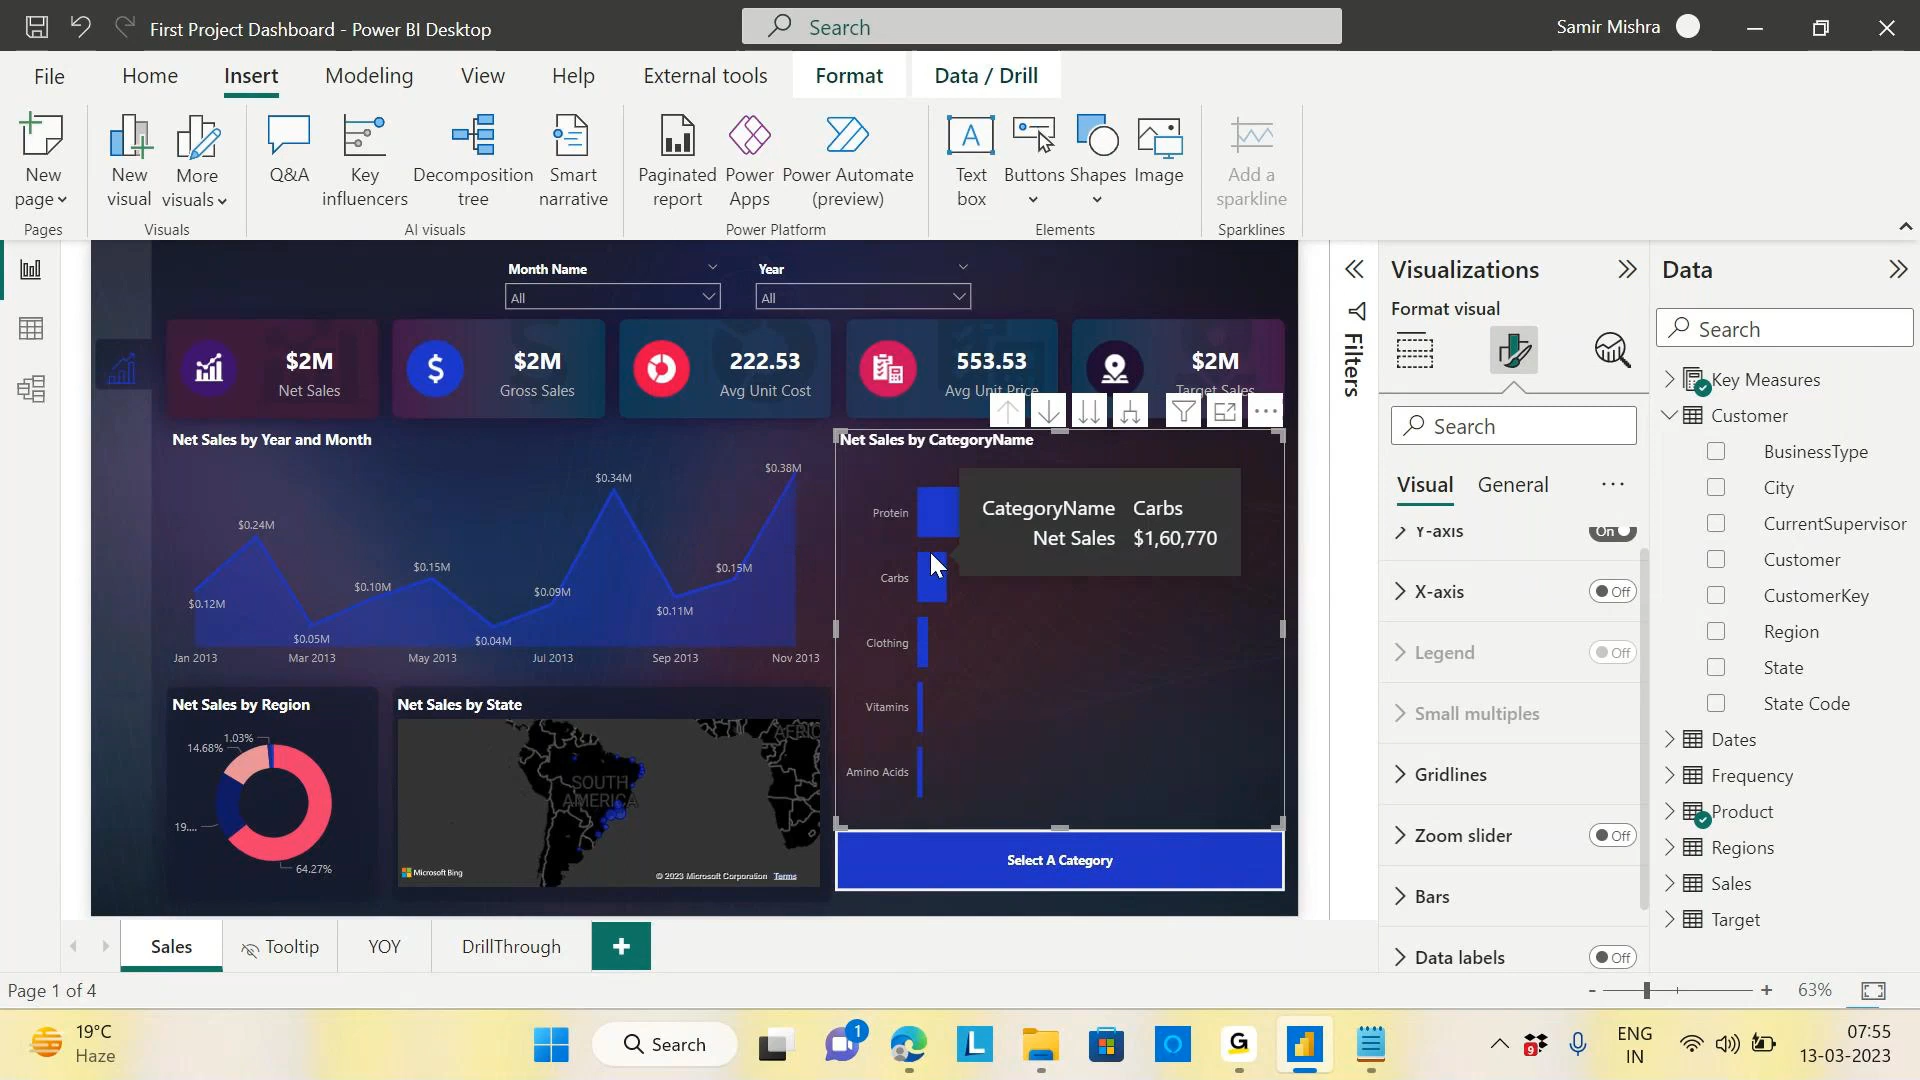 First Project Dashboard - Power BI Desktop
Search
Samir Mishra
File
Home
Insert
Modeling
View
Help
External tools
Format
Data / Drill
New
page
New
visual
More
visuals
Q&A
Key
influencers
Decomposition
tree
Smart
narrative
Paginated
report
Power
Apps
Power Automate
(preview)
Text
box
Buttons
Shapes
Image
Add a
sparkline
Pages
Visuals
AI visuals
Power Platform
Elements
Sparklines
Month Name
All
Year
All
$2M
Net Sales
$2M
Gross Sales
222.53
Avg Unit Cost
553.53
Avg Unit Price
$2M
Target Sales
Net Sales by Year and Month
$0.12M
$0.24M
$0.05M
$0.10M
$0.15M
$0.04M
$0.09M
$0.34M
$0.11M
$0.15M
$0.38M
Jan 2013
Mar 2013
May 2013
Jul 2013
Sep 2013
Nov 2013
Net Sales by CategoryName
Protein
Carbs
Clothing
Vitamins
Amino Acids
CategoryName Carbs
Net Sales $1,60,770
Select A Category
Net Sales by Region
1.03%
14.68%
19....
64.27%
Net Sales by State
SOUTH
AMERICA
Microsoft Bing
© 2023 Microsoft Corporation Terms
Filters
Visualizations
Format visual
Search
Visual
General
Y-axis
On
X-axis
Off
Legend
Off
Small multiples
Gridlines
Zoom slider
Off
Bars
Data labels
Off
Data
Search
Key Measures
Customer
BusinessType
City
CurrentSupervisor
Customer
CustomerKey
Region
State
State Code
Dates
Frequency
Product
Regions
Sales
Target
Sales
Tooltip
YOY
DrillThrough
Page 1 of 4
63%
19°C
Haze
Search
1
9
ENG
IN
07:55
13-03-2023